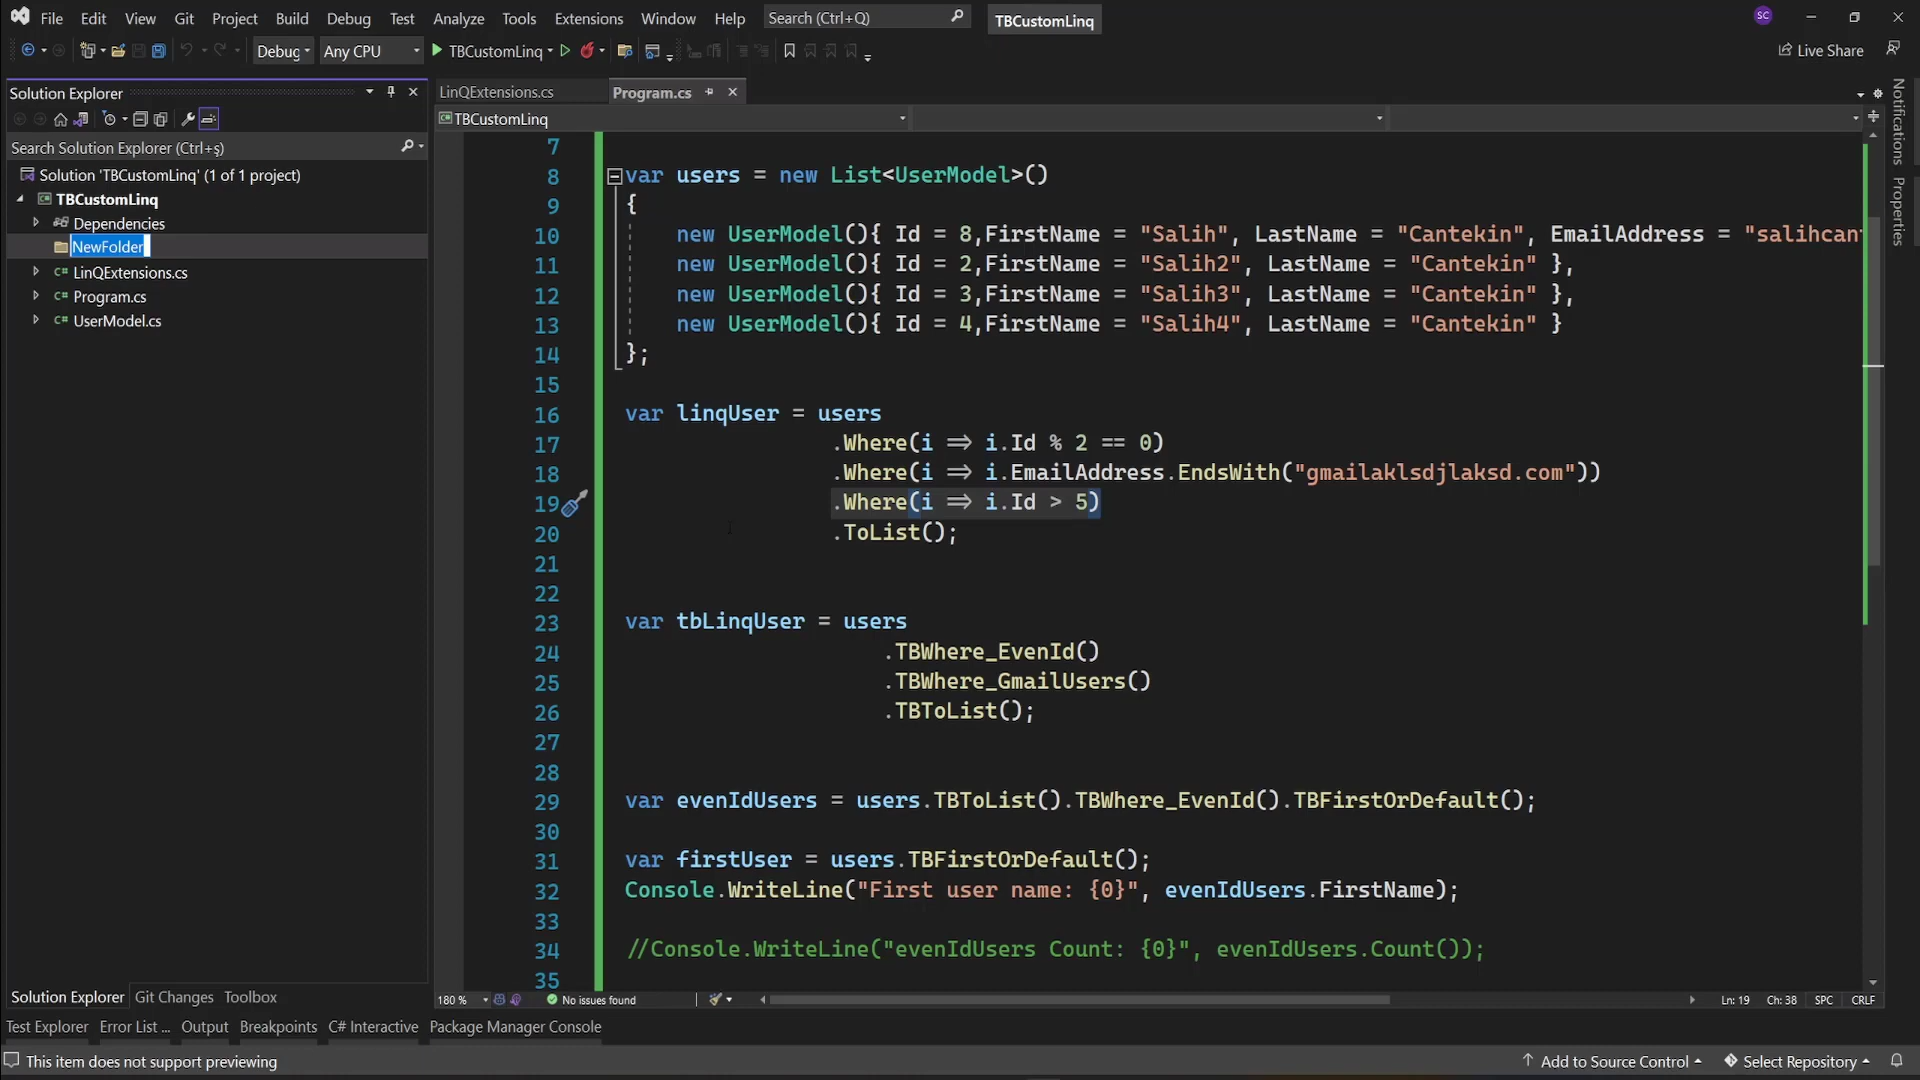 File Edit View Git Project Build Debug Test Analyze Tools Extensions Window Help Search (Ctrl+Q) TBCustomLinq SC
Debug Any CPU TBCustomLinq Live Share
Solution Explorer
Search Solution Explorer (Ctrl+ş)
Solution 'TBCustomLinq' (1 of 1 project)
TBCustomLinq
Dependencies
NewFolder
C# LinQExtensions.cs
C# Program.cs
C# UserModel.cs
LinQExtensions.cs Program.cs
TBCustomLinq
7
8 var users = new List<UserModel>()
9 {
10 new UserModel(){ Id = 8,FirstName = "Salih", LastName = "Cantekin", EmailAddress = "salihcan
11 new UserModel(){ Id = 2,FirstName = "Salih2", LastName = "Cantekin" },
12 new UserModel(){ Id = 3,FirstName = "Salih3", LastName = "Cantekin" },
13 new UserModel(){ Id = 4,FirstName = "Salih4", LastName = "Cantekin" }
14 };
15
16 var linqUser = users
17 .Where(i => i.Id % 2 == 0)
18 .Where(i => i.EmailAddress.EndsWith("gmailaklsdjlaksd.com"))
19 .Where(i => i.Id > 5)
20 .ToList();
21
22
23 var tbLinqUser = users
24 .TBWhere_EvenId()
25 .TBWhere_GmailUsers()
26 .TBToList();
27
28
29 var evenIdUsers = users.TBToList().TBWhere_EvenId().TBFirstOrDefault();
30
31 var firstUser = users.TBFirstOrDefault();
32 Console.WriteLine("First user name: {0}", evenIdUsers.FirstName);
33
34 //Console.WriteLine("evenIdUsers Count: {0}", evenIdUsers.Count());
35
Notifications
Properties
Solution Explorer Git Changes Toolbox
180 % No issues found Ln: 19 Ch: 38 SPC CRLF
Test Explorer Error List ... Output Breakpoints C# Interactive Package Manager Console
This item does not support previewing Add to Source Control Select Repository